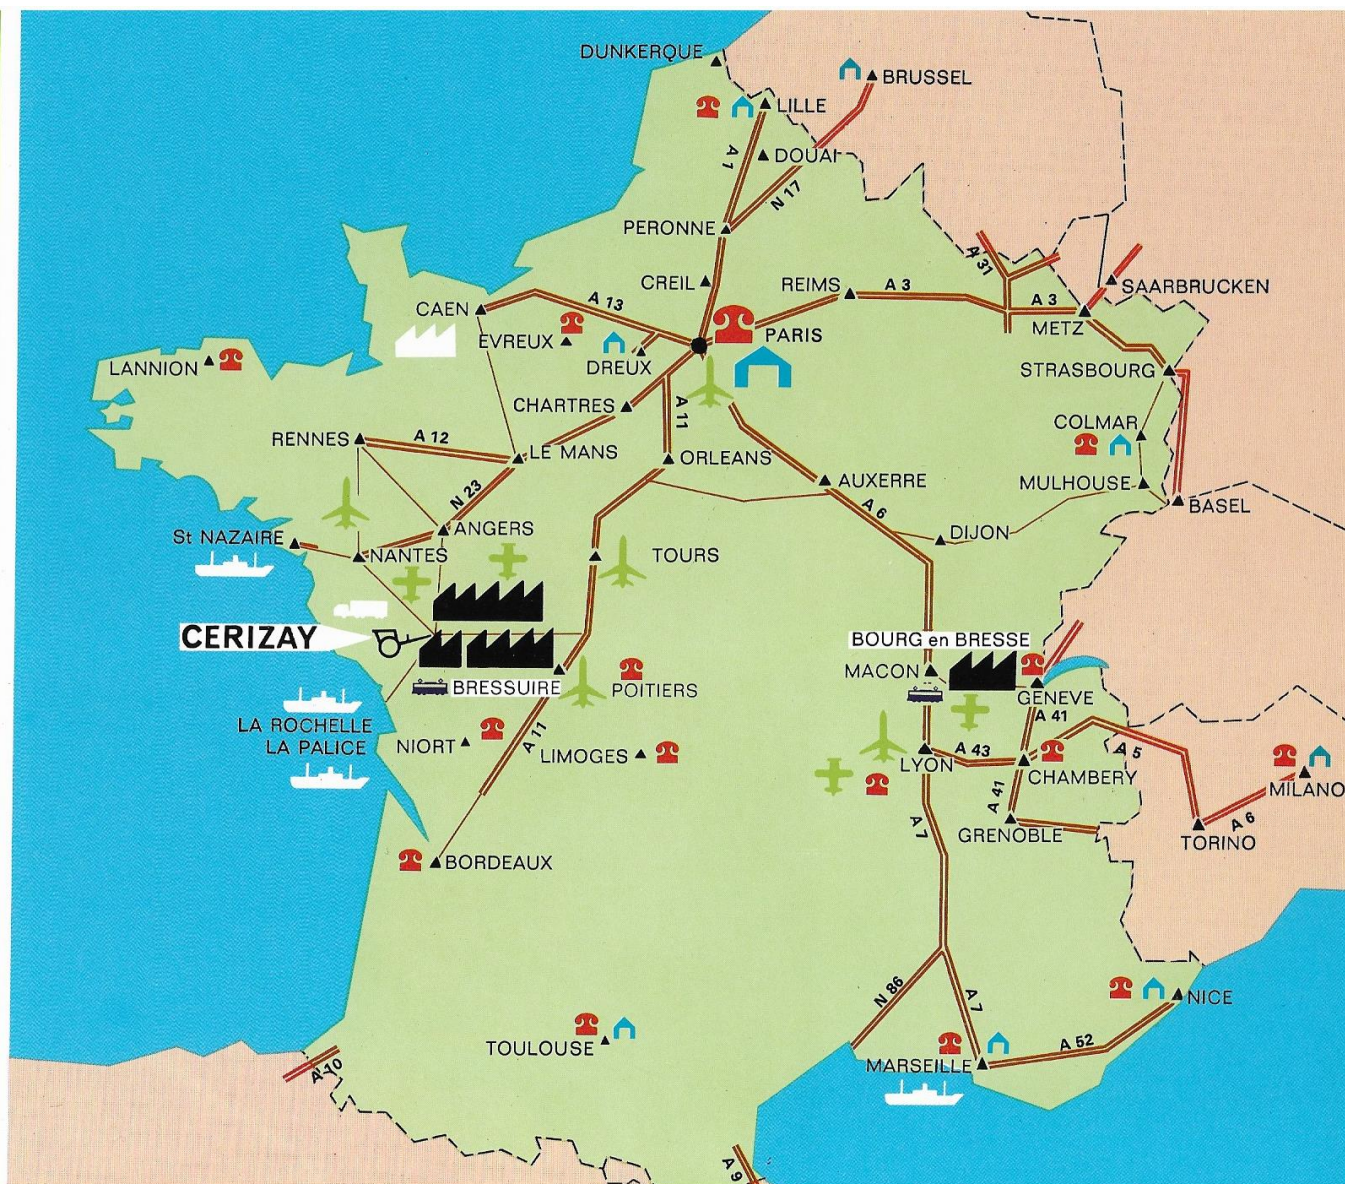 DUNKERQUE
BRUSSEL
LILLE
A 1
DOUAI
N 17
PERONNE
A 31
CREIL
REIMS
A 3
A 3
SAARBRUCKEN
CAEN
A 13
METZ
EVREUX
PARIS
LANNION
DREUX
STRASBOURG
CHARTRES
A 11
COLMAR
RENNES
A 12
LE MANS
ORLEANS
AUXERRE
MULHOUSE
N 23
A 6
BASEL
St NAZAIRE
ANGERS
DIJON
NANTES
TOURS
CERIZAY
BOURG en BRESSE
MACON
BRESSUIRE
POITIERS
GENEVE
LA ROCHELLE
LA PALICE
NIORT
A 11
LIMOGES
A 41
LYON
A 43
CHAMBERY
A 5
MILANO
A 41
A 7
GRENOBLE
A 6
TORINO
BORDEAUX
N 86
A 7
NICE
TOULOUSE
MARSEILLE
A 52
A 10
A 9